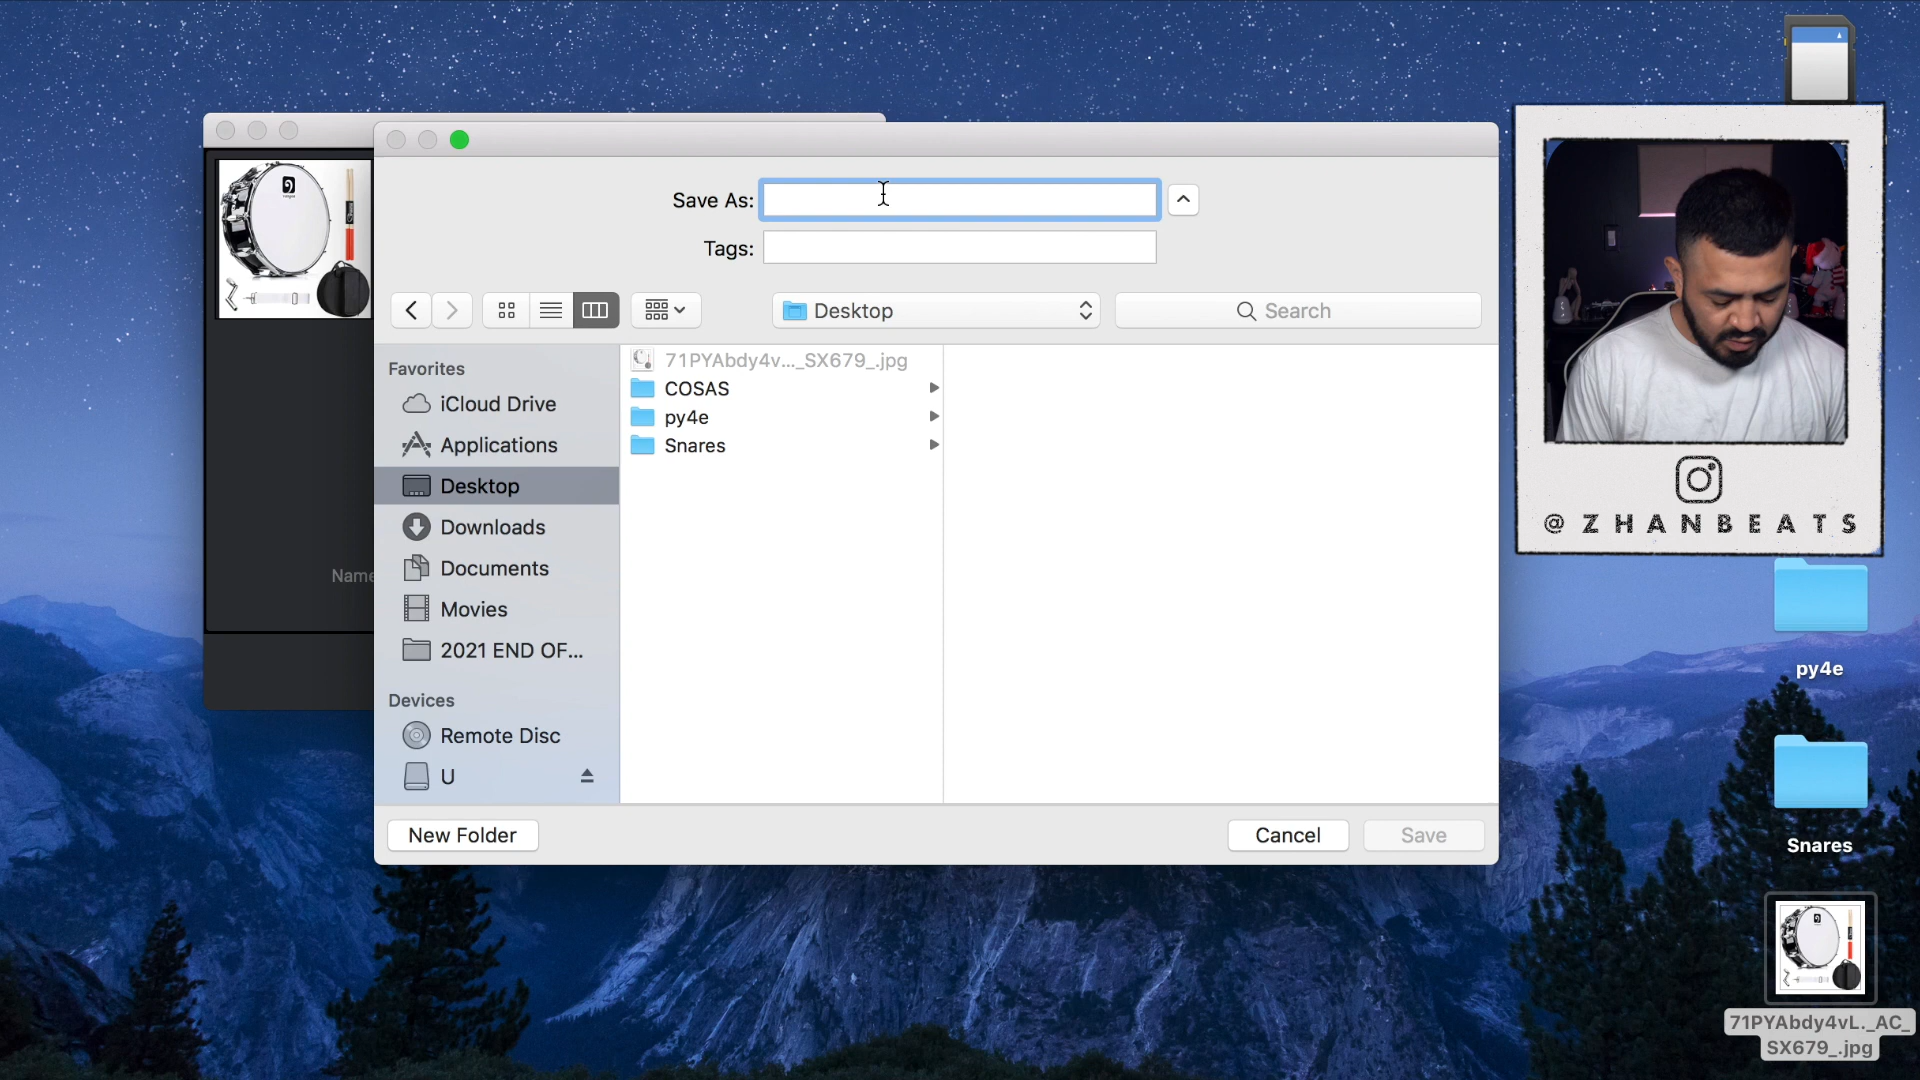 Save As:
Tags:
Desktop
Search
Favorites
iCloud Drive
Applications
Desktop
Downloads
Documents
Movies
2021 END OF...
Devices
Remote Disc
U
71PYAbdy4v..._SX679_.jpg
COSAS
py4e
Snares
Name
New Folder
Cancel
Save
@ZHANBEATS
py4e
Snares
71PYAbdy4vL._AC_
SX679_.jpg